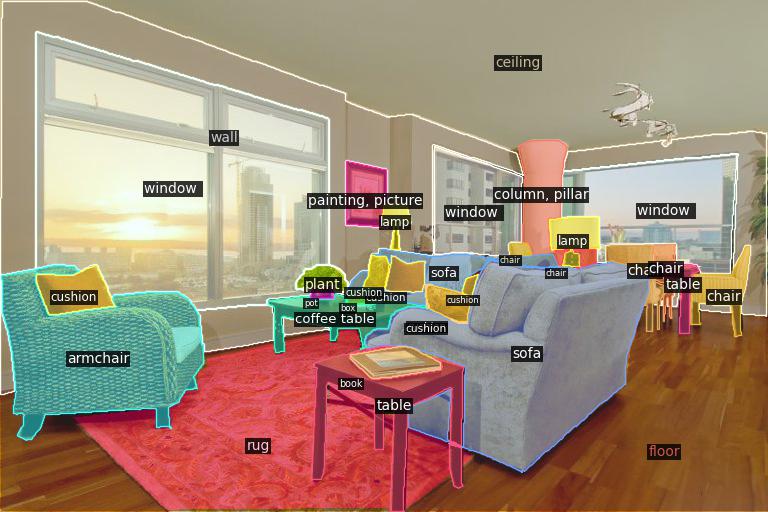 ceiling
wall
window
painting, picture
column, pillar
window
window
lamp
lamp
chair
sofa
chair
cha
chair
plant
cushion
cushion
table
cushion
pot
box
cushion
chair
coffee table
cushion
armchair
sofa
book
table
rug
floor